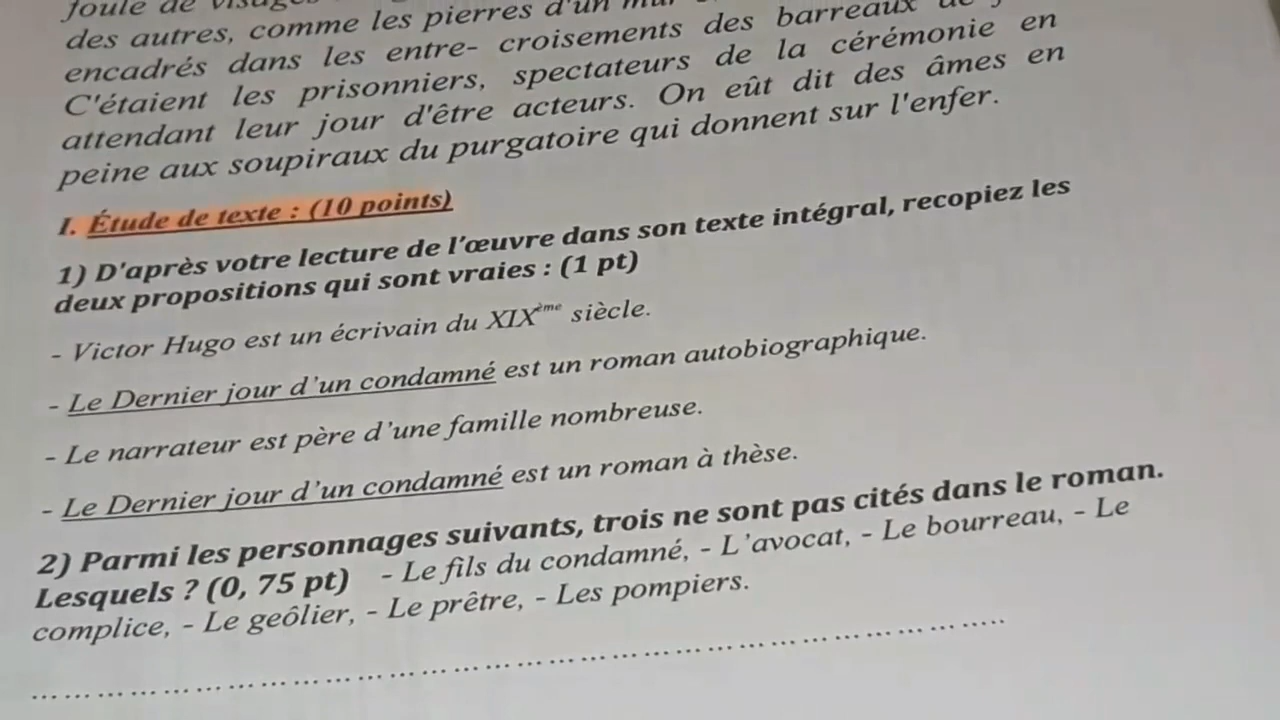 Joule de
des autres, comme les pierres d'un
encadrés dans les entre- croisements des barreaux
C'étaient les prisonniers, spectateurs de la cérémonie en
attendant leur jour d'être acteurs. On eût dit des âmes en
peine aux soupiraux du purgatoire qui donnent sur l'enfer.
I. Étude de texte : (10 points)
1) D'après votre lecture de l'œuvre dans son texte intégral, recopiez les
deux propositions qui sont vraies : (1 pt)
- Victor Hugo est un écrivain du XIXème siècle.
- Le Dernier jour d'un condamné est un roman autobiographique.
- Le narrateur est père d'une famille nombreuse.
- Le Dernier jour d'un condamné est un roman à thèse.
2) Parmi les personnages suivants, trois ne sont pas cités dans le roman.
Lesquels ? (0, 75 pt) - Le fils du condamné, - L'avocat, - Le bourreau, - Le
complice, - Le geôlier, - Le prêtre, - Les pompiers.